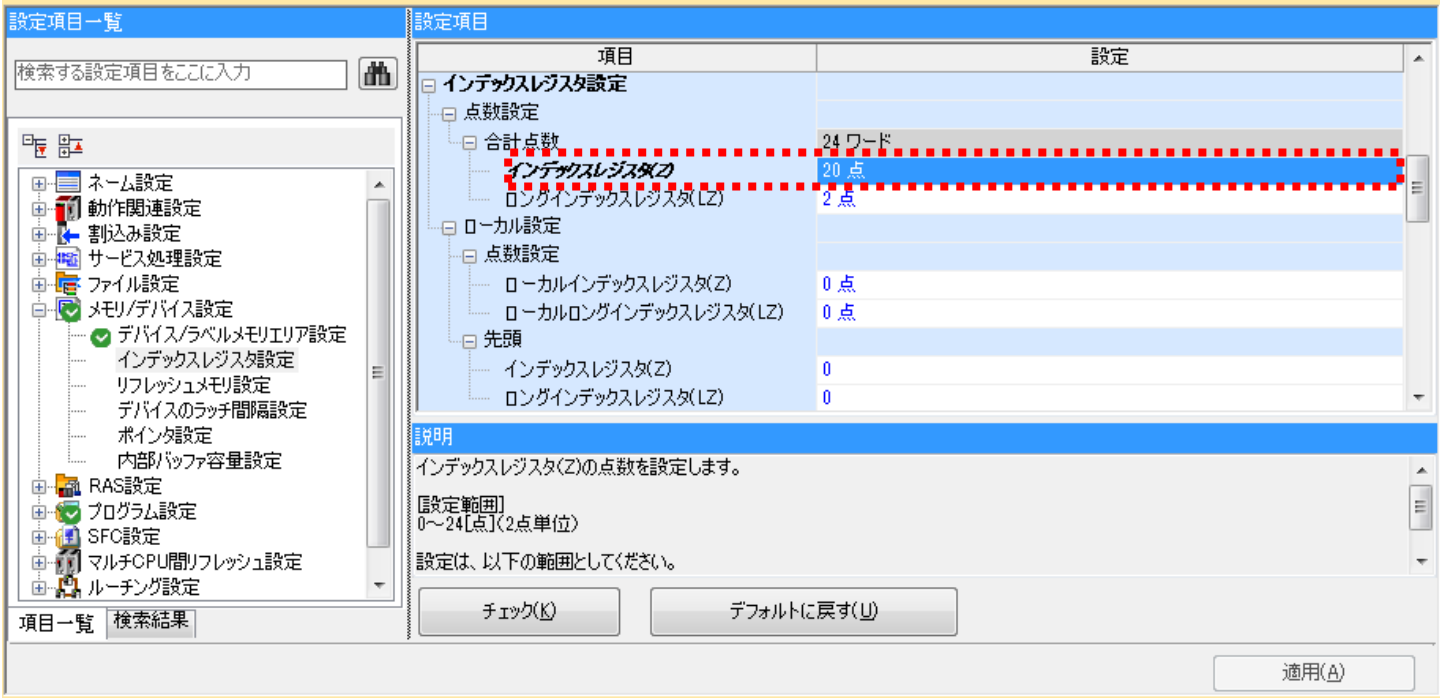 設定項目一覧
検索する設定項目をここに入力
ネーム設定
動作関連設定
割込み設定
サービス処理設定
ファイル設定
メモリ/デバイス設定
デバイス/ラベルメモリエリア設定
インデックスレジスタ設定
リフレッシュメモリ設定
デバイスのラッチ間隔設定
ポインタ設定
内部バッファ容量設定
RAS設定
プログラム設定
SFC設定
マルチCPU間リフレッシュ設定
ルーチング設定
項目一覧 検索結果
設定項目
項目 設定
インデックスレジスタ設定
点数設定
合計点数 24 ワード
インデックスレジスタ(Z) 20 点
ロングインデックスレジスタ(LZ) 2 点
ローカル設定
点数設定
ローカルインデックスレジスタ(Z) 0 点
ローカルロングインデックスレジスタ(LZ) 0 点
先頭
インデックスレジスタ(Z) 0
ロングインデックスレジスタ(LZ) 0
説明
インデックスレジスタ(Z)の点数を設定します。
[設定範囲]
0～24[点](2点単位)
設定は、以下の範囲としてください。
チェック(K) デフォルトに戻す(U)
適用(A)